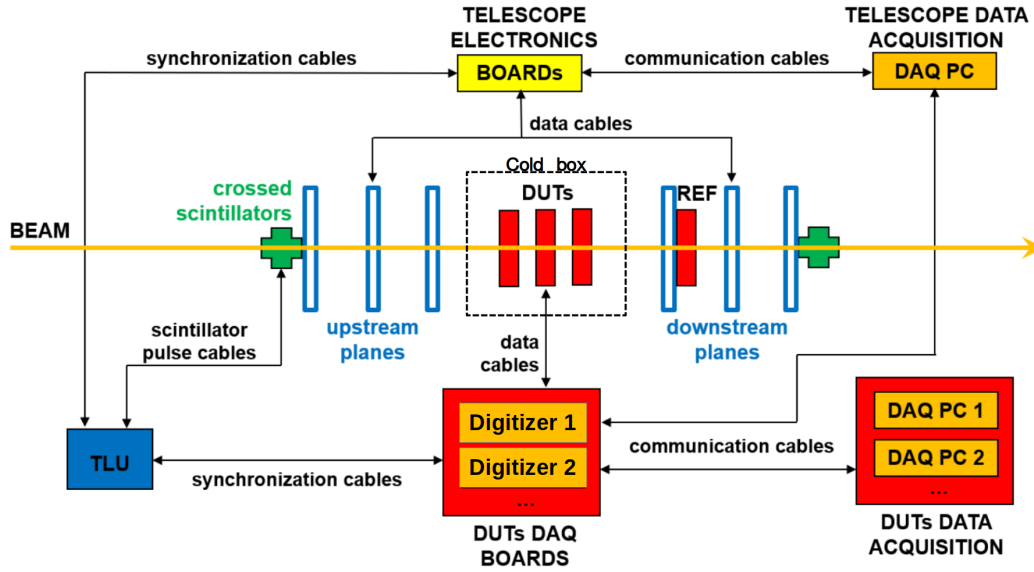 TELESCOPE
ELECTRONICS
TELESCOPE DATA
ACQUISITION
synchronization cables
BOARDs
communication cables
DAQ PC
data cables
Cold box
crossed
scintillators
DUTs
REF
BEAM
scintillator
pulse cables
upstream
planes
data
cables
downstream
planes
Digitizer 1
DAQ PC 1
communication cables
TLU
Digitizer 2
DAQ PC 2
synchronization cables
...
...
DUTs DAQ
BOARDS
DUTs DATA
ACQUISITION